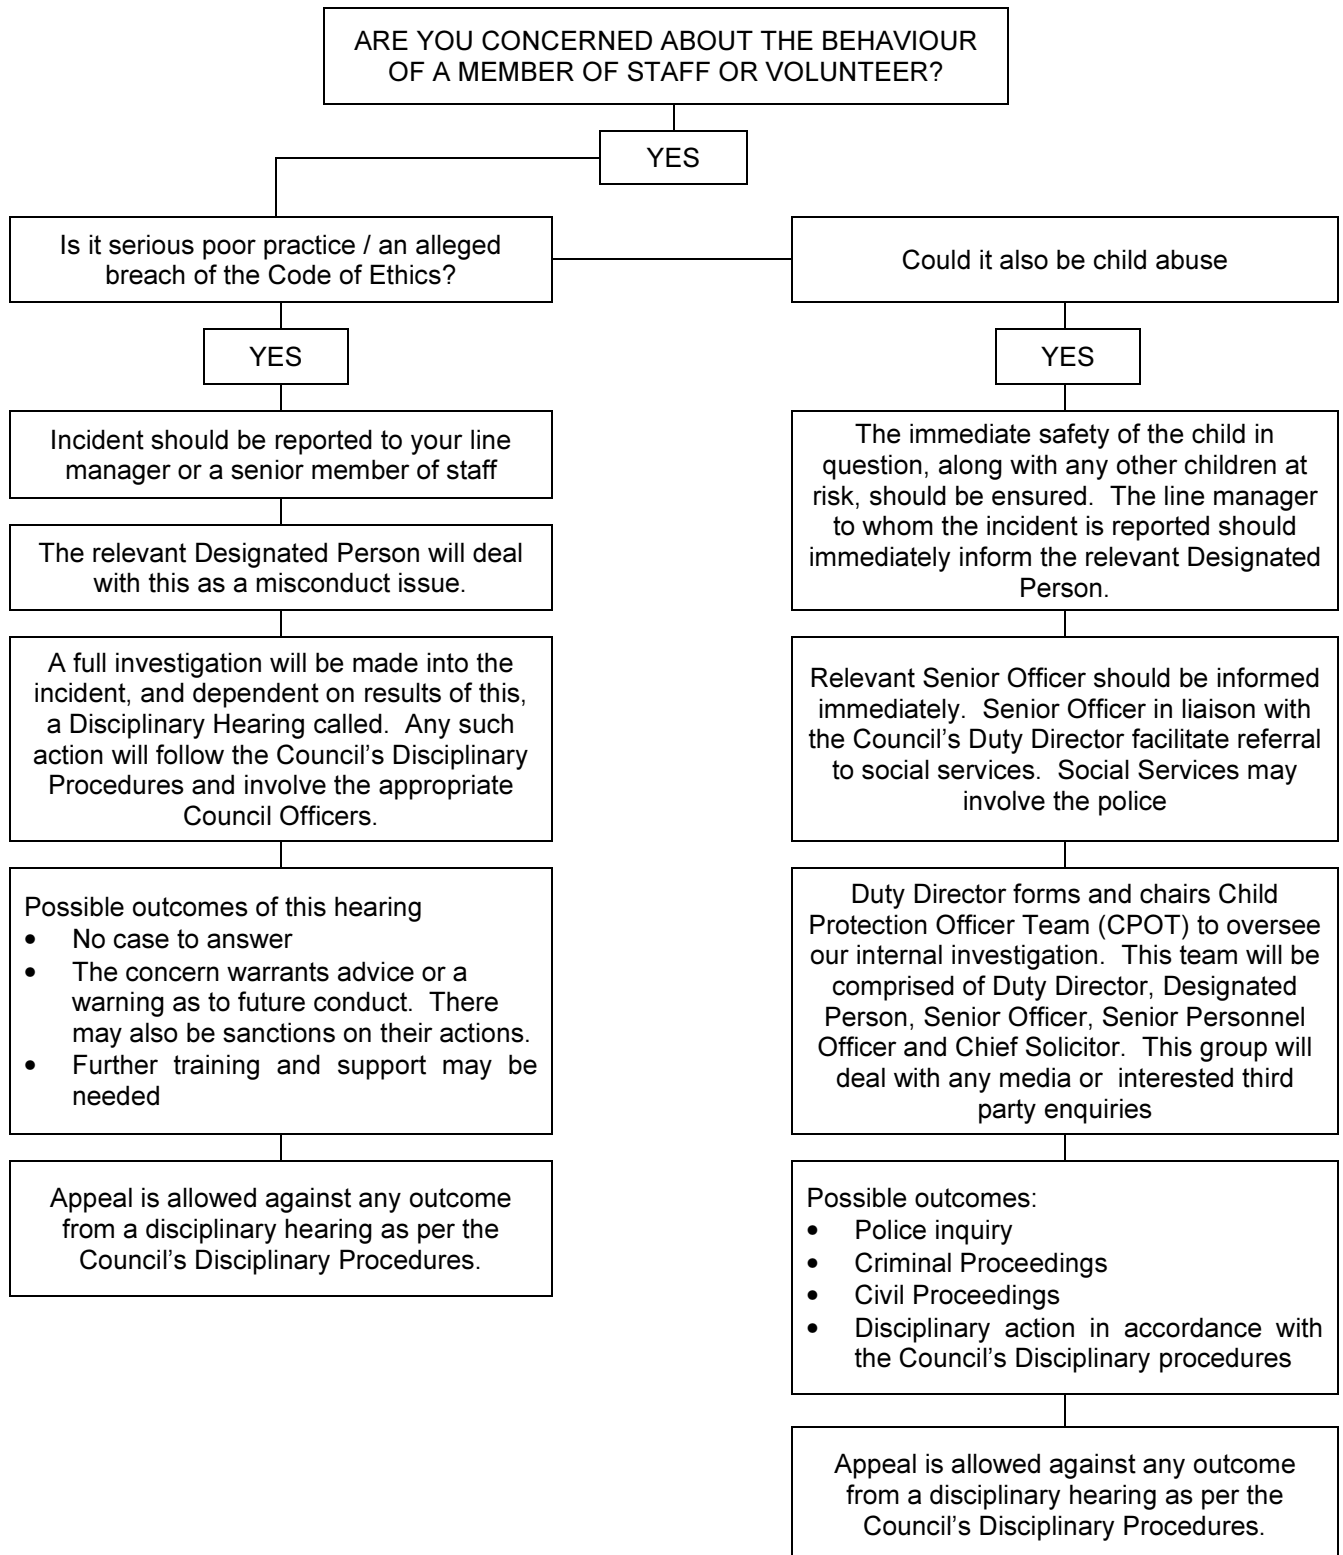 ARE YOU CONCERNED ABOUT THE BEHAVIOUR
OF A MEMBER OF STAFF OR VOLUNTEER?
YES
Is it serious poor practice / an alleged
breach of the Code of Ethics?
YES
Incident should be reported to your line
manager or a senior member of staff
The relevant Designated Person will deal
with this as a misconduct issue.
A full investigation will be made into the
incident, and dependent on results of this,
a Disciplinary Hearing called.  Any such
action will follow the Council’s Disciplinary
Procedures and involve the appropriate
Council Officers.
Possible outcomes of this hearing
• No case to answer
• The concern warrants advice or a
warning as to future conduct.  There
may also be sanctions on their actions.
• Further training and support may be
needed
Appeal is allowed against any outcome
from a disciplinary hearing as per the
Council’s Disciplinary Procedures.
Could it also be child abuse
YES
The immediate safety of the child in
question, along with any other children at
risk, should be ensured.  The line manager
to whom the incident is reported should
immediately inform the relevant Designated
Person.
Relevant Senior Officer should be informed
immediately.  Senior Officer in liaison with
the Council’s Duty Director facilitate referral
to social services.  Social Services may
involve the police
Duty Director forms and chairs Child
Protection Officer Team (CPOT) to oversee
our internal investigation.  This team will be
comprised of Duty Director, Designated
Person, Senior Officer, Senior Personnel
Officer and Chief Solicitor.  This group will
deal with any media or  interested third
party enquiries
Possible outcomes:
• Police inquiry
• Criminal Proceedings
• Civil Proceedings
• Disciplinary action in accordance with
the Council’s Disciplinary procedures
Appeal is allowed against any outcome
from a disciplinary hearing as per the
Council’s Disciplinary Procedures.